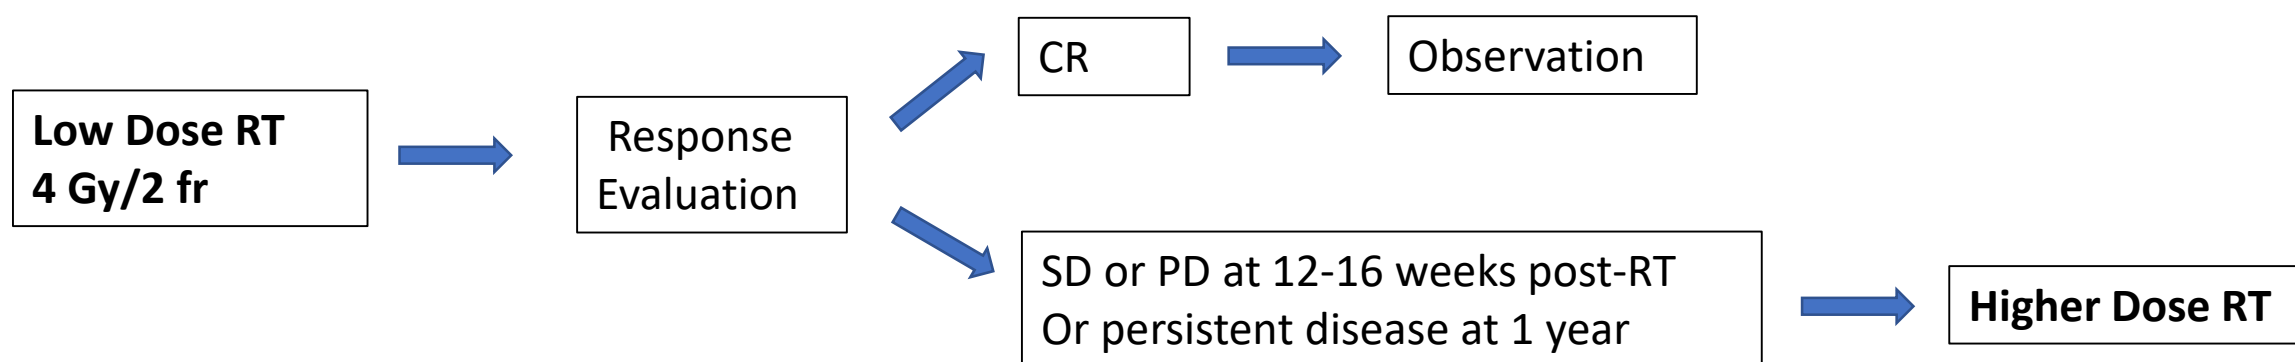 Low Dose RT
4 Gy/2 fr
Response
Evaluation
CR
Observation
SD or PD at 12-16 weeks post-RT
Or persistent disease at 1 year
Higher Dose RT